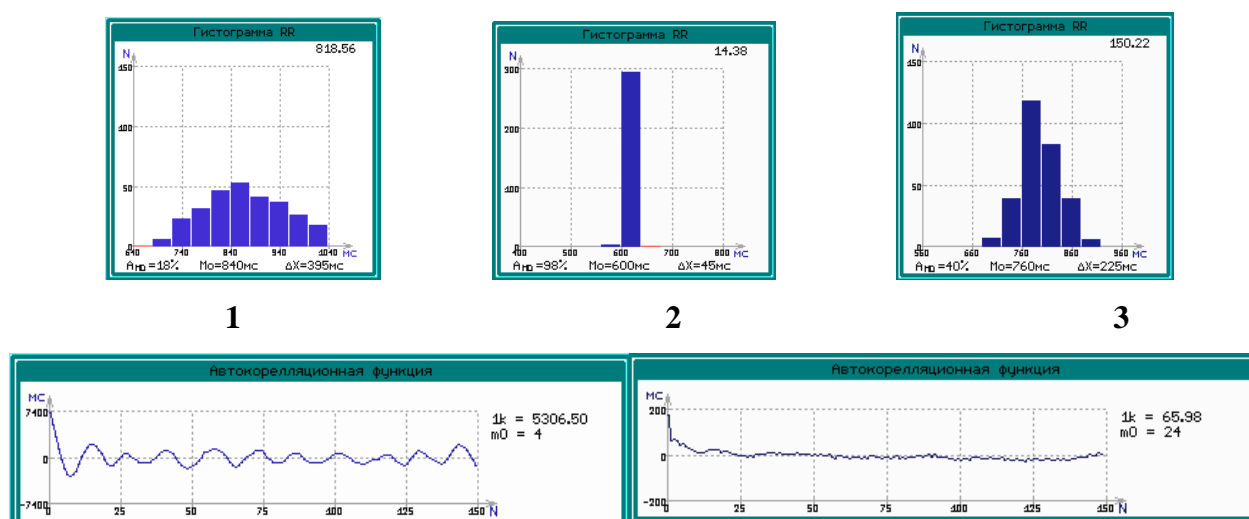 Гистограмма RR
818.56
N
150
100
50
0
640 740 840 940 1040 мс
Aмо=18% Мо=840мс ΔX=395мс
1
Гистограмма RR
14.38
N
300
200
100
0
400 500 600 700 800 мс
Aмо=98% Мо=600мс ΔX=45мс
2
Гистограмма RR
150.22
N
150
100
50
0
560 660 760 860 960 мс
Aмо=40% Мо=760мс ΔX=225мс
3
Автокорелляционная функция
мс
7400
0
-7400
0 25 50 75 100 125 150 N
1k = 5306.50
m0 = 4
Автокорелляционная функция
мс
200
0
-200
0 25 50 75 100 125 150 N
1k = 65.98
m0 = 24